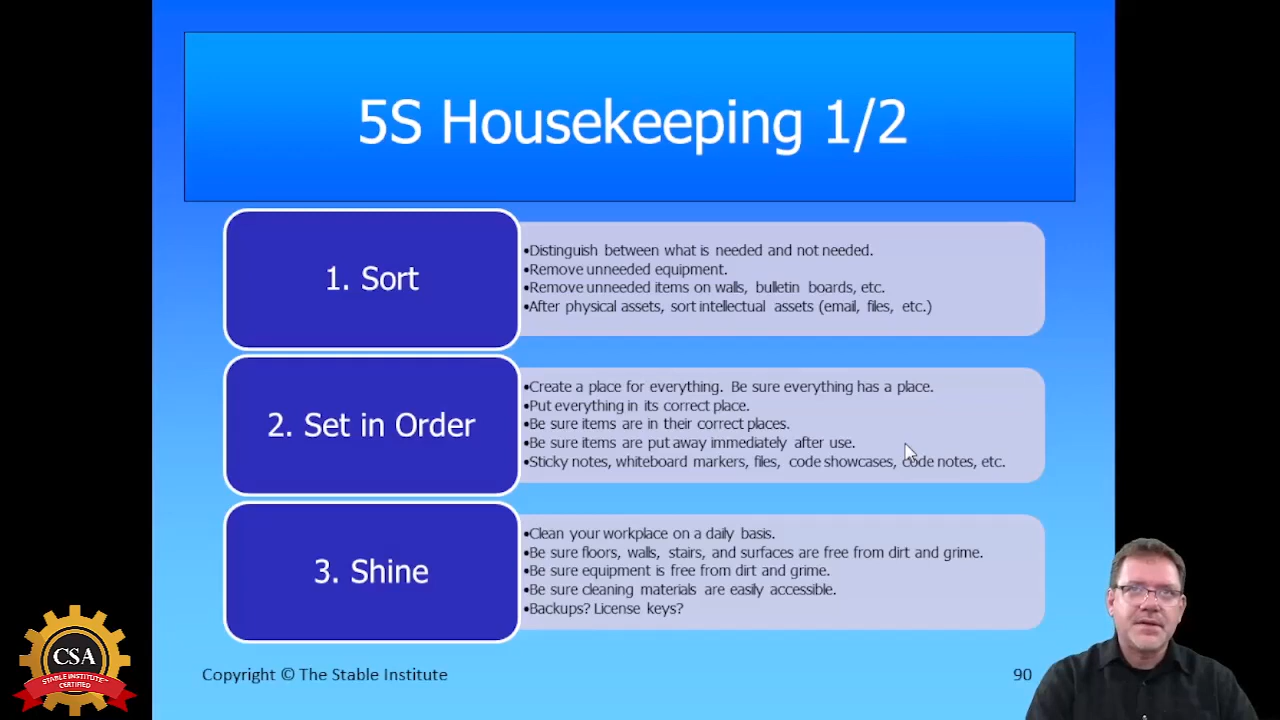 5S Housekeeping 1/2
1. Sort
•Distinguish between what is needed and not needed.
•Remove unneeded equipment.
•Remove unneeded items on walls, bulletin boards, etc.
•After physical assets, sort intellectual assets (email, files, etc.)
2. Set in Order
•Create a place for everything. Be sure everything has a place.
•Put everything in its correct place.
•Be sure items are in their correct places.
•Be sure items are put away immediately after use.
•Sticky notes, whiteboard markers, files, code showcases, code notes, etc.
3. Shine
•Clean your workplace on a daily basis.
•Be sure floors, walls, stairs, and surfaces are free from dirt and grime.
•Be sure equipment is free from dirt and grime.
•Be sure cleaning materials are easily accessible.
•Backups? License keys?
CSA
STABLE INSTITUTE™
CERTIFIED
Copyright © The Stable Institute
90